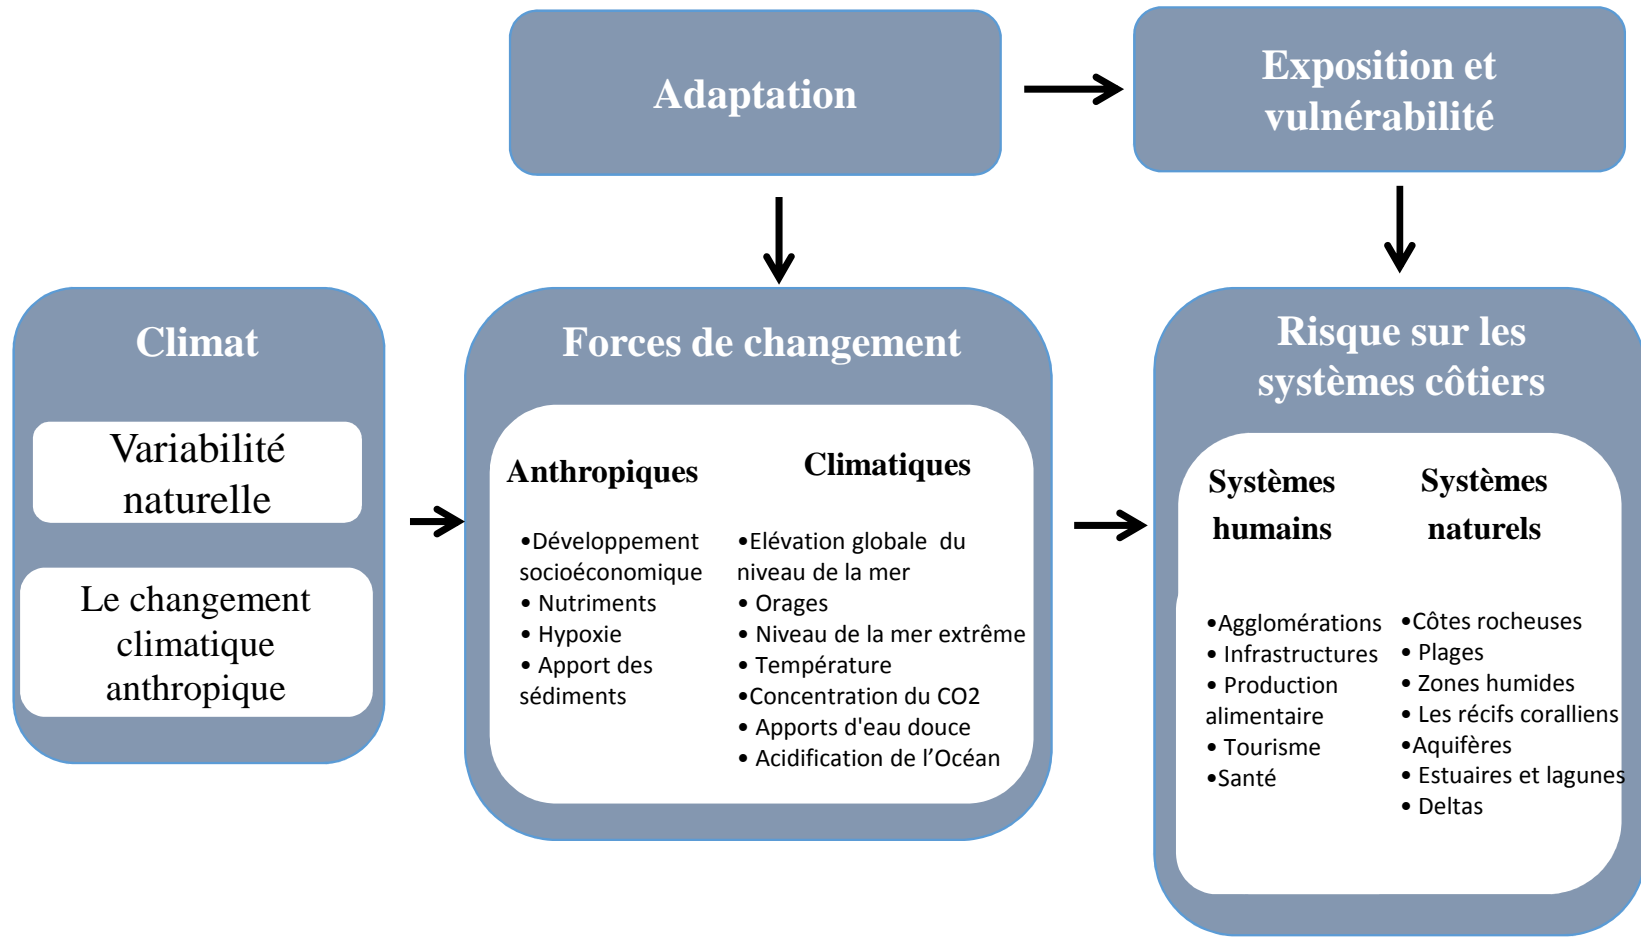 Adaptation
Exposition et
vulnérabilité
Climat
Variabilité
naturelle
Le changement
climatique
anthropique
Forces de changement
Anthropiques
•Développement
socioéconomique
• Nutriments
• Hypoxie
• Apport des
sédiments
Climatiques
•Elévation globale  du
niveau de la mer
• Orages
• Niveau de la mer extrême
• Température
•Concentration du CO2
• Apports d'eau douce
• Acidification de l’Océan
Risque sur les
systèmes côtiers
Systèmes
humains
•Agglomérations
• Infrastructures
• Production
alimentaire
• Tourisme
•Santé
Systèmes
naturels
•Côtes rocheuses
• Plages
• Zones humides
• Les récifs coralliens
•Aquifères
• Estuaires et lagunes
• Deltas